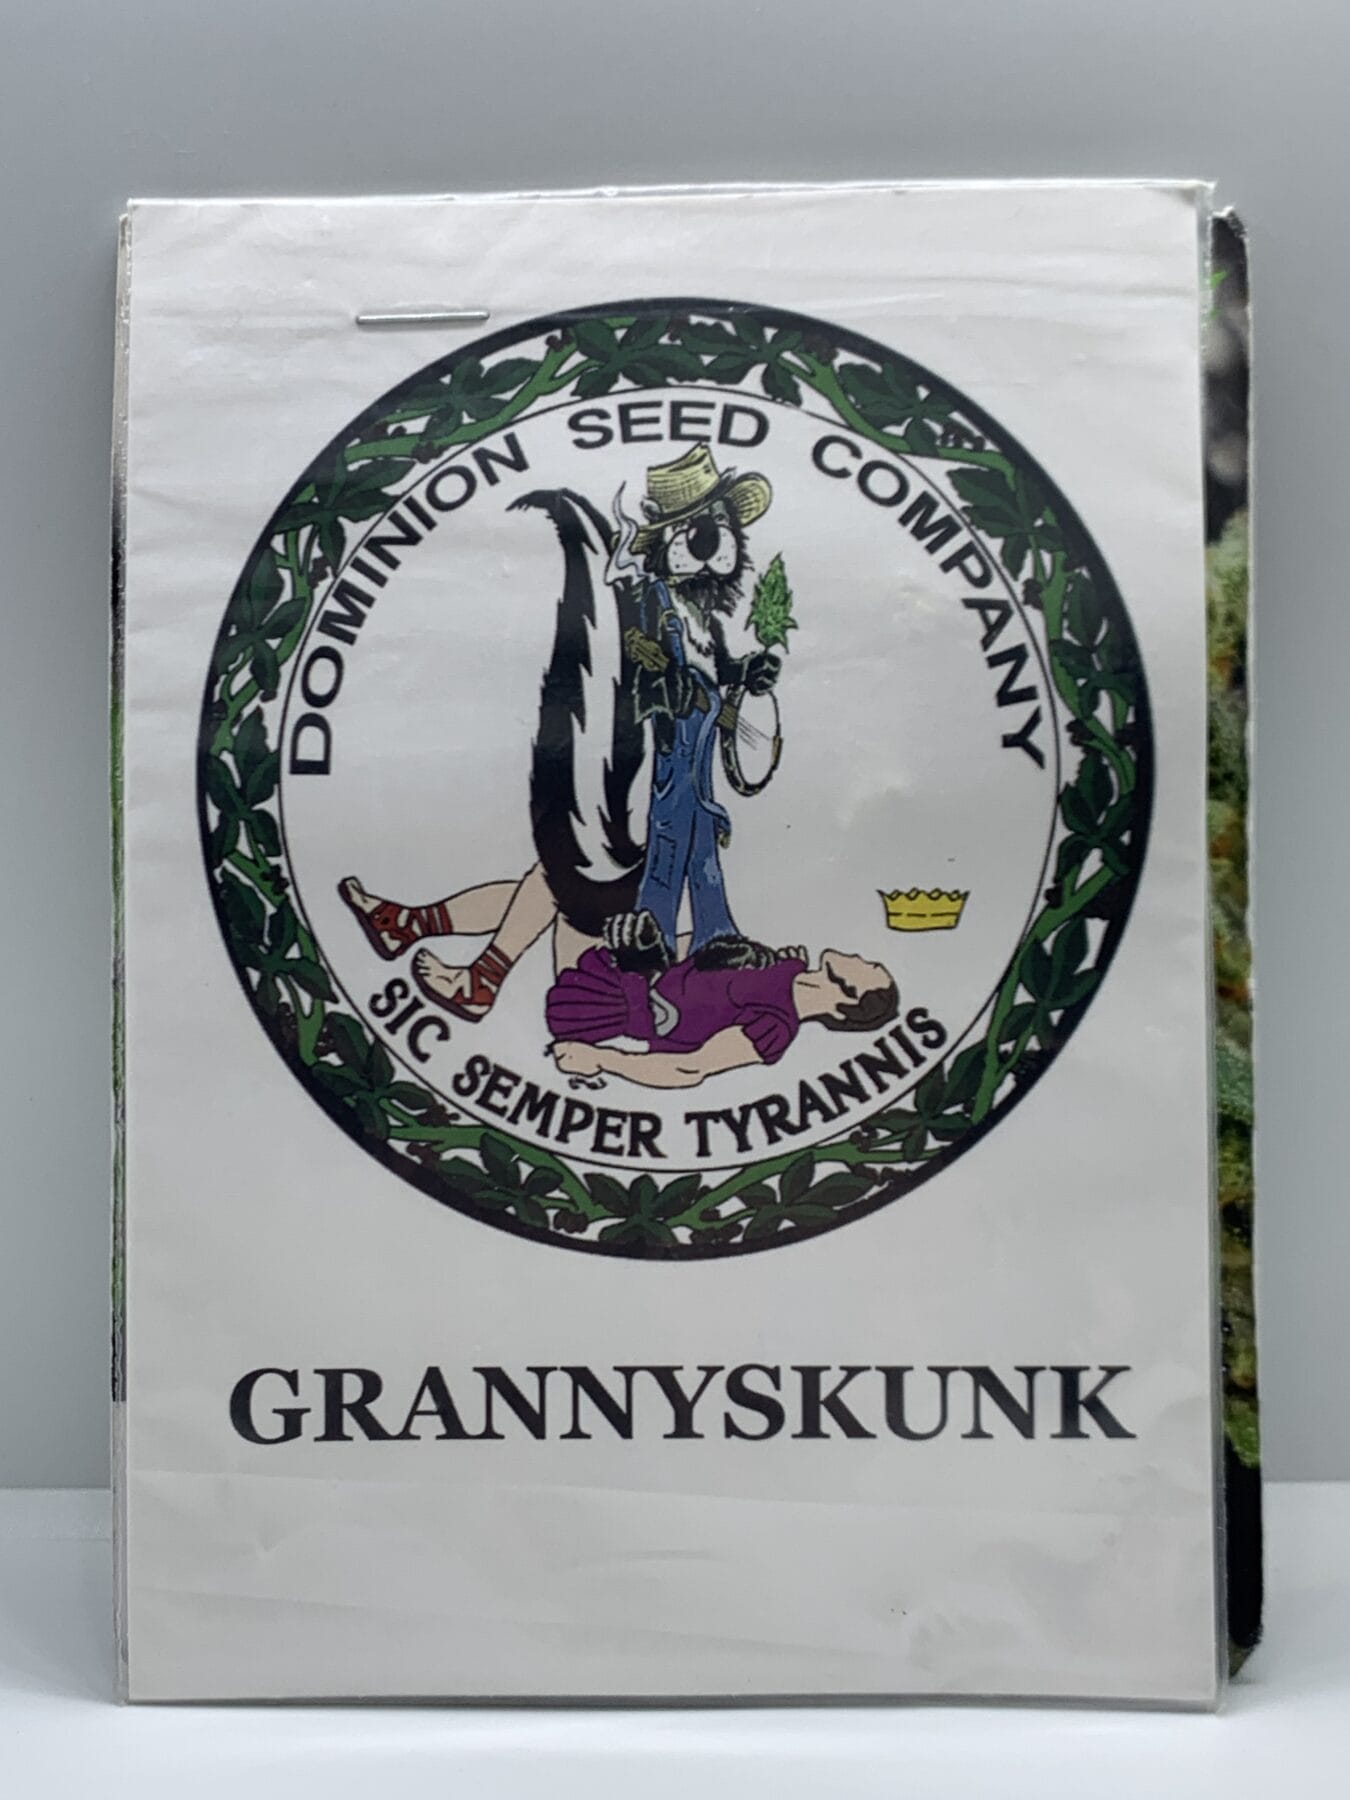 DOMINION SEED COMPANY
SIC SEMPER TYRANNIS
GRANNYSKUNK